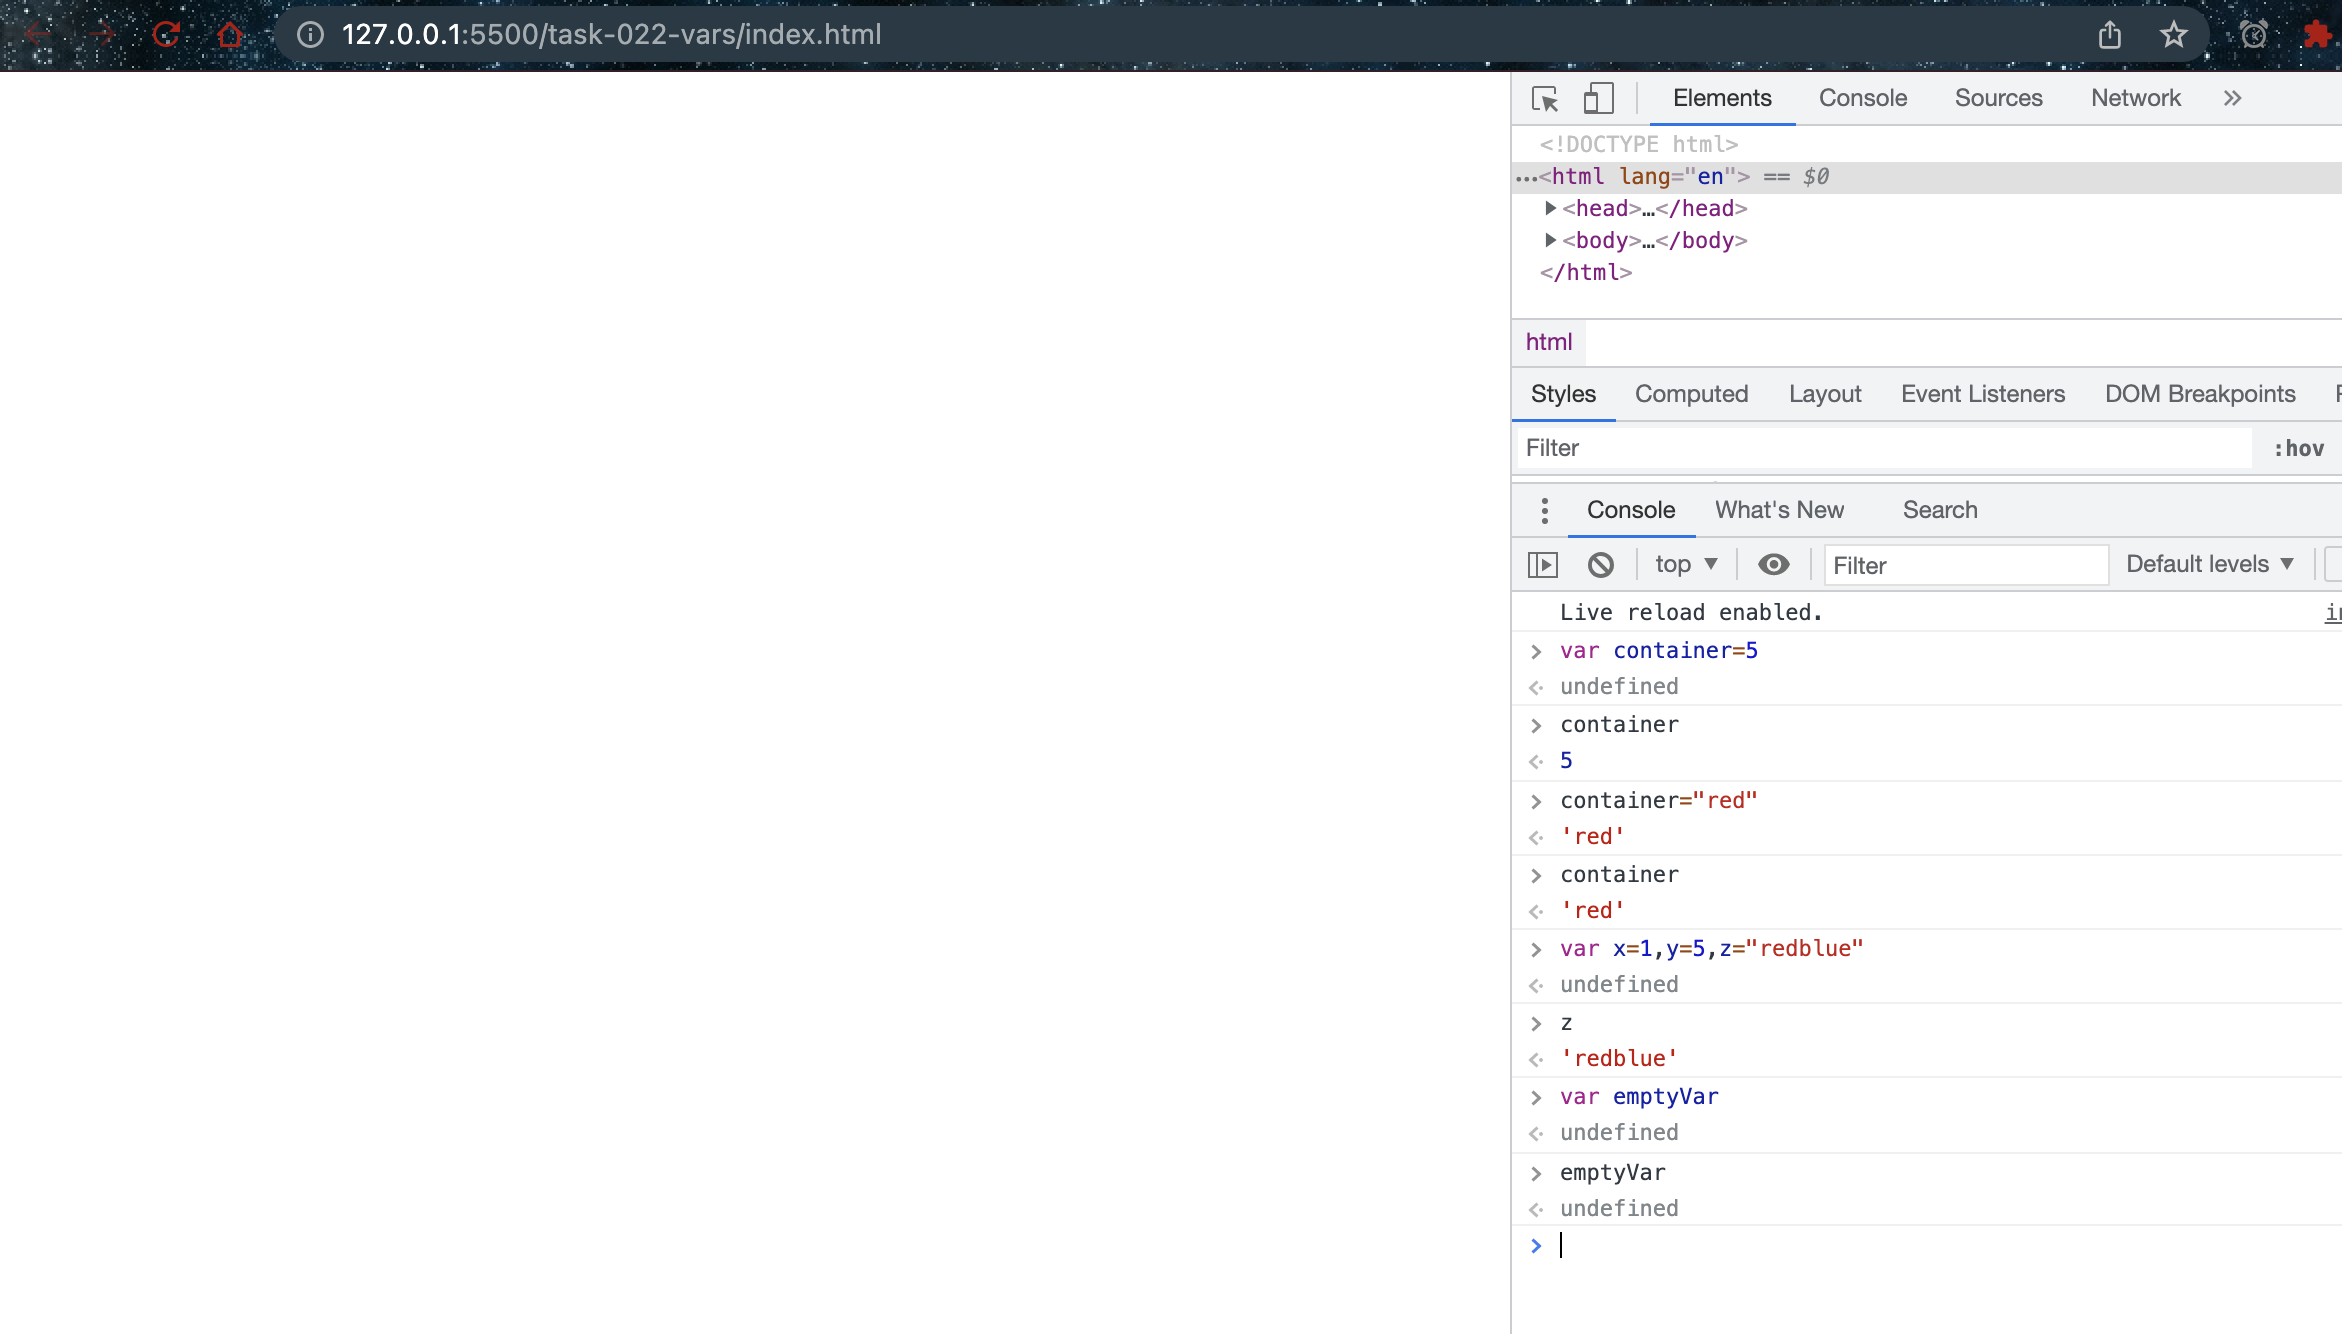 127.0.0.1:5500/task-022-vars/index.html
Elements Console Sources Network »
<!DOCTYPE html>
…<html lang="en"> == $0
<head>…</head>
<body>…</body>
</html>
html
Styles Computed Layout Event Listeners DOM Breakpoints
Filter :hov
Console What's New Search
top Filter Default levels
Live reload enabled.
> var container=5
undefined
> container
5
> container="red"
'red'
> container
'red'
> var x=1,y=5,z="redblue"
undefined
> z
'redblue'
> var emptyVar
undefined
> emptyVar
undefined
>